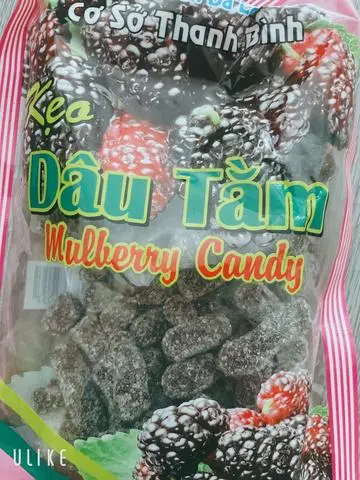 Cơ Sở Thanh Bình
Kẹo
Dâu Tằm
Mulberry Candy
ULIKE